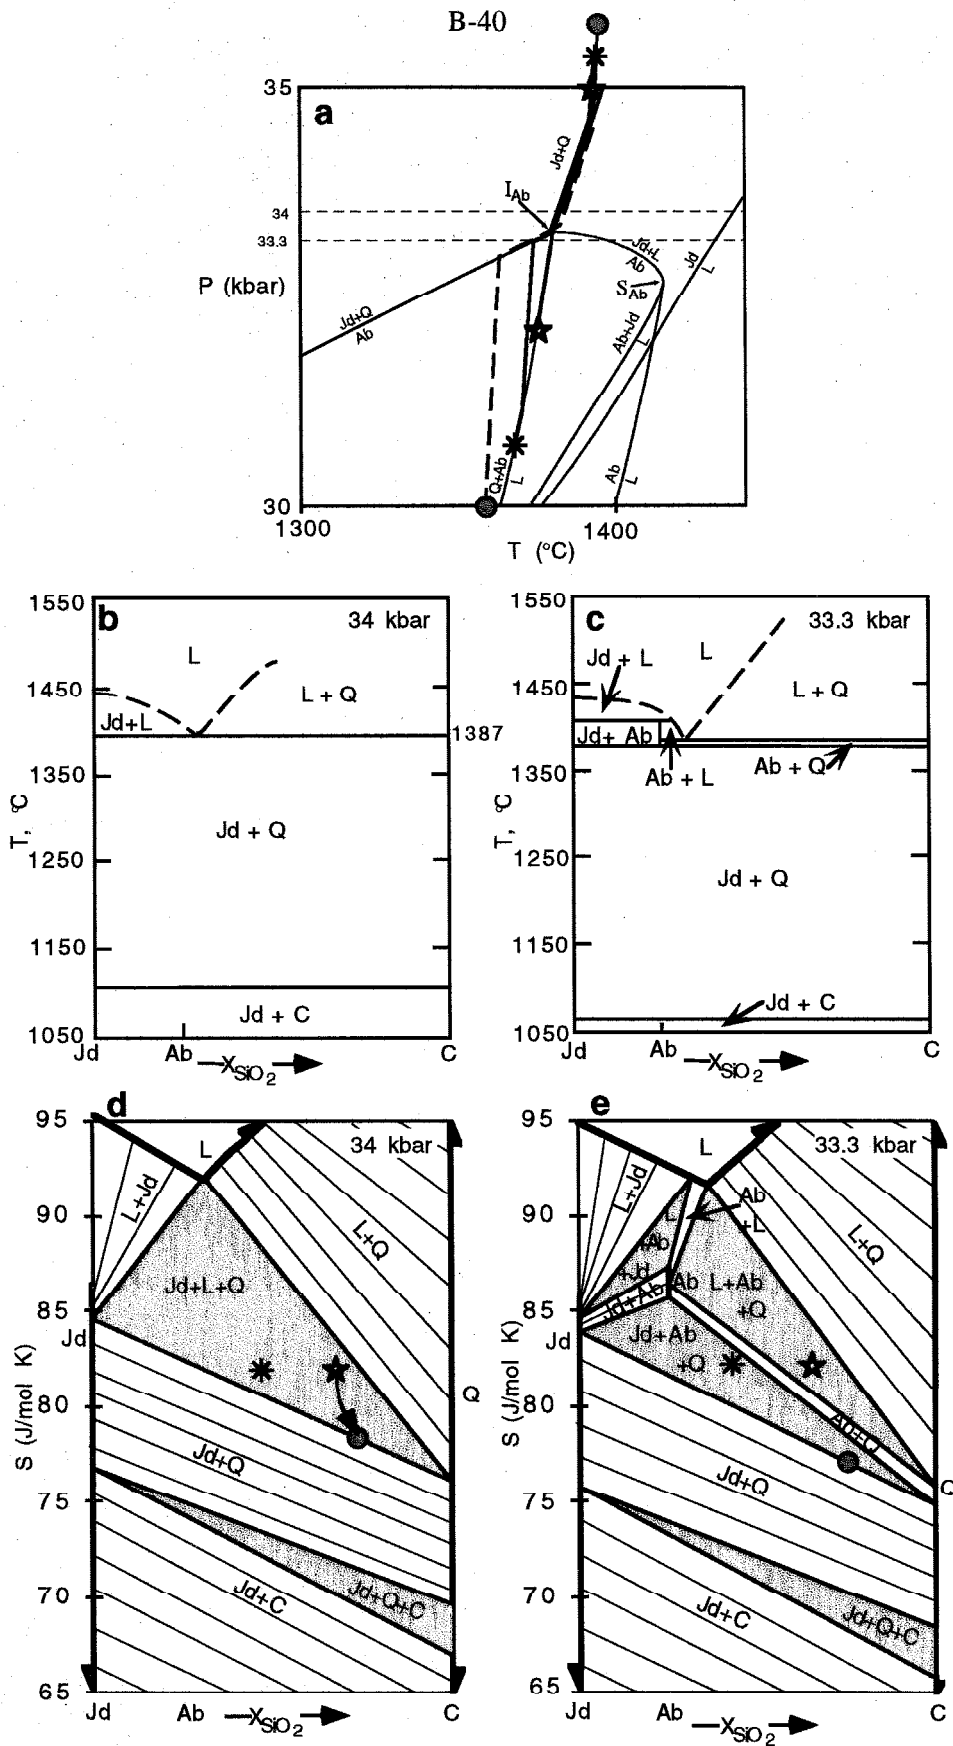 B-40
35
a
Jd+Q
I Ab
34
33.3
Jd+L
Ab
Jd
L
P (kbar)
S Ab
Jd+Q
Ab
Ab+Jd
L
Q+Ab
L
Ab
L
30
1300
1400
T (°C)
1550
b
34 kbar
L
1450
L + Q
Jd+L
1387
1350
T, °C
Jd + Q
1250
1150
Jd + C
1050
Jd
Ab
XSiO2
C
1550
c
33.3 kbar
Jd + L
L
1450
L + Q
Jd+ Ab
Ab + L
Ab + Q
1350
T, °C
1250
Jd + Q
1150
Jd + C
1050
Jd
Ab
XSiO2
C
d
95
L
34 kbar
L+Jd
90
L+Q
Jd+L+Q
85
Jd
S (J/mol K)
80
Q
Jd+Q
75
70
Jd+C
Jd+Q+C
65
Jd
Ab
XSiO2
C
e
95
L
33.3 kbar
L+Jd
90
Ab
+L
L
+Ab
+Jd
L+Q
Ab
L+Ab
+Q
85
Jd+Ab
Jd
Jd+Ab
+Q
S (J/mol K)
80
Ab+Q
Jd+Q
Q
75
70
Jd+C
Jd+Q+C
65
Jd
Ab
XSiO2
C